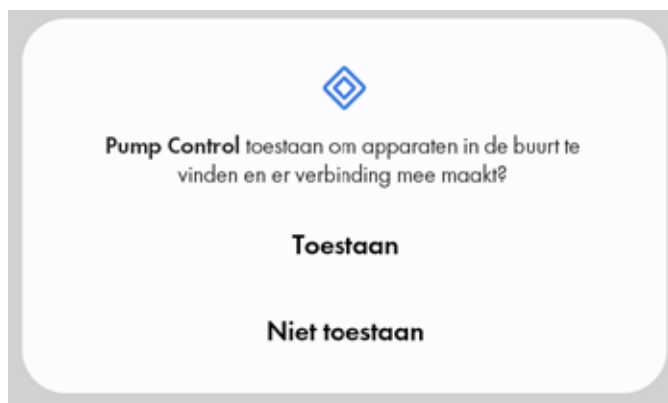 Pump Control toestaan om apparaten in de buurt te
vinden en er verbinding mee maakt?
Toestaan
Niet toestaan